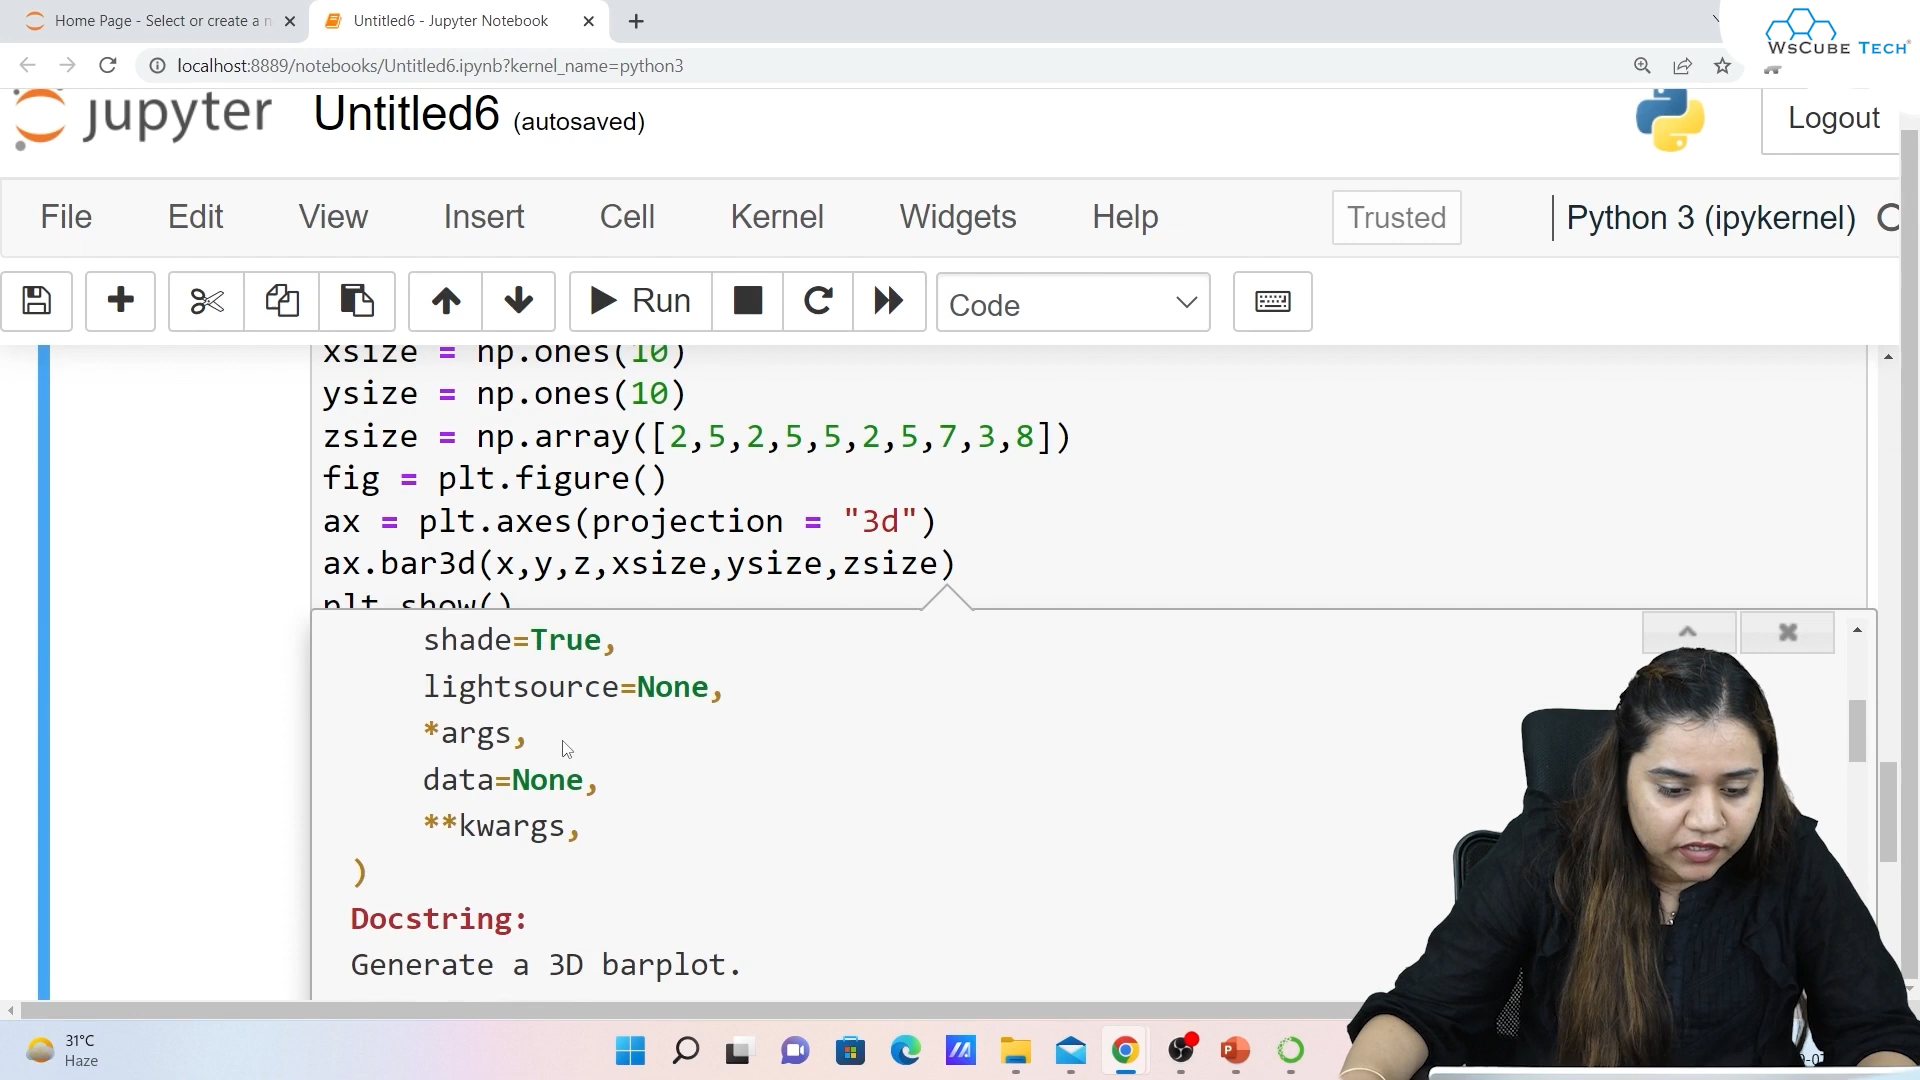 Home Page - Select or create a n
Untitled6 - Jupyter Notebook
localhost:8889/notebooks/Untitled6.ipynb?kernel_name=python3
WsCube Tech
jupyter
Untitled6 (autosaved)
Logout
File Edit View Insert Cell Kernel Widgets Help
Trusted
Python 3 (ipykernel)
Run
Code
xsize = np.ones(10)
ysize = np.ones(10)
zsize = np.array([2,5,2,5,5,2,5,7,3,8])
fig = plt.figure()
ax = plt.axes(projection = "3d")
ax.bar3d(x,y,z,xsize,ysize,zsize)
plt.show()
shade=True,
lightsource=None,
*args,
data=None,
**kwargs,
)
Docstring:
Generate a 3D barplot.
31°C
Haze